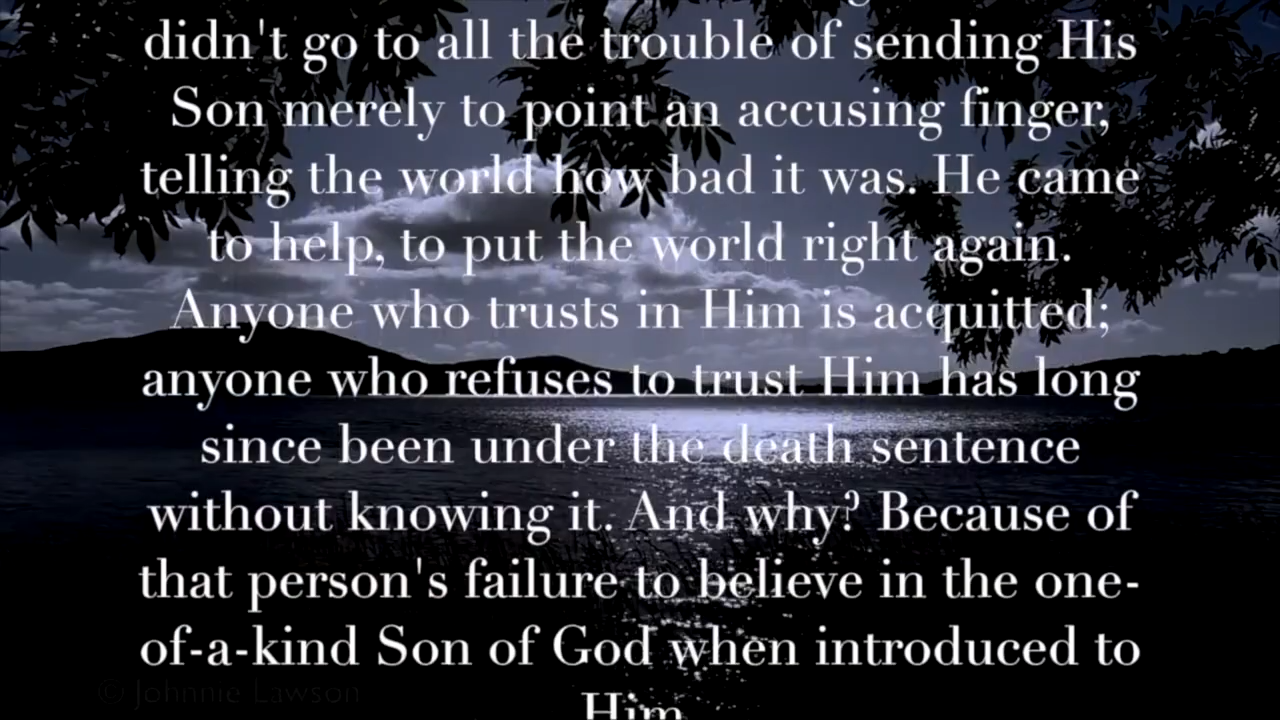 didn't go to all the trouble of sending His
Son merely to point an accusing finger,
telling the world how bad it was. He came
to help, to put the world right again.
Anyone who trusts in Him is acquitted;
anyone who refuses to trust Him has long
since been under the death sentence
without knowing it. And why? Because of
that person's failure to believe in the one-
of-a-kind Son of God when introduced to
Him
© Johnnie Lawson